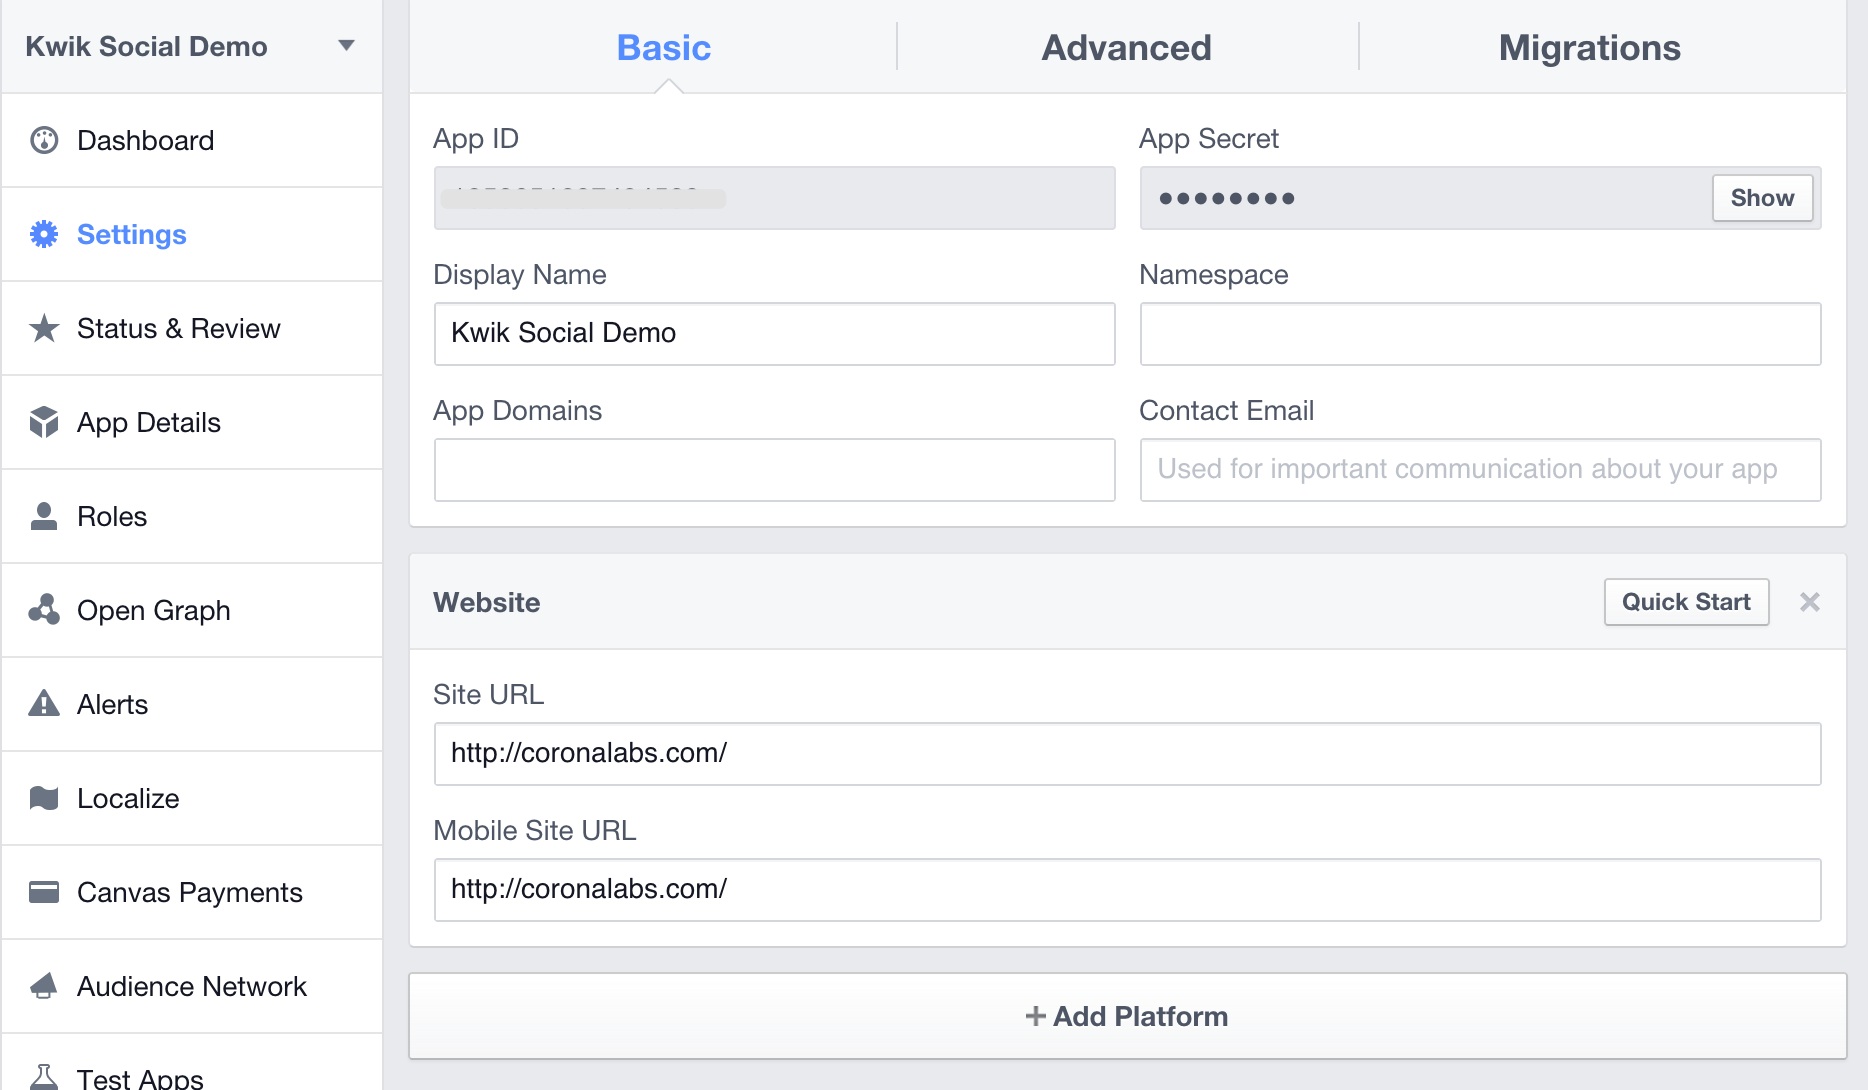 Kwik Social Demo
Dashboard
Settings
Status & Review
App Details
Roles
Open Graph
Alerts
Localize
Canvas Payments
Audience Network
Test Apps
Basic Advanced Migrations
App ID App Secret
•••••••• Show
Display Name Namespace
Kwik Social Demo
App Domains Contact Email
Used for important communication about your app
Website Quick Start
Site URL
http://coronalabs.com/
Mobile Site URL
http://coronalabs.com/
+ Add Platform